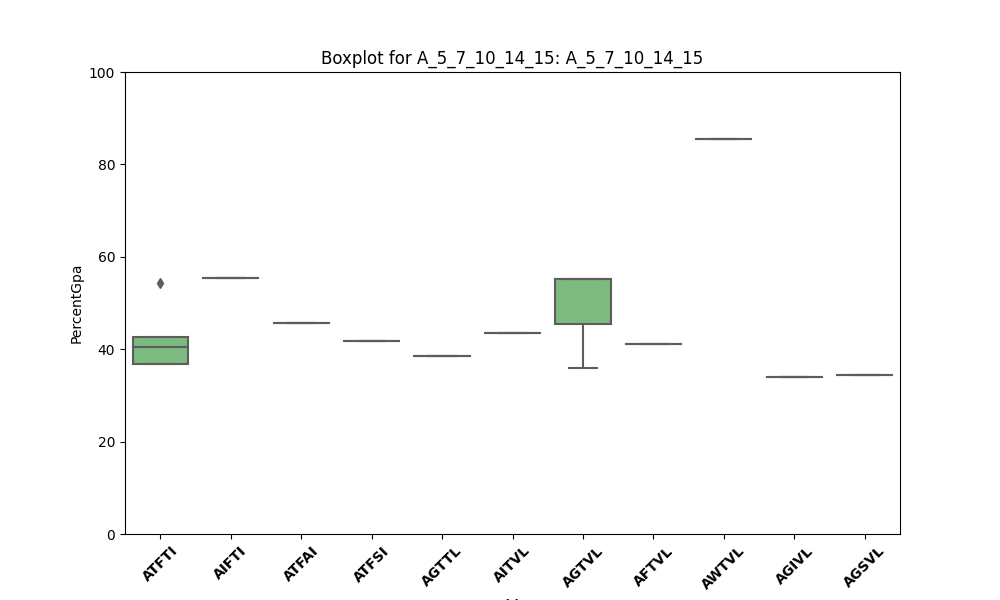 Boxplot for A_5_7_10_14_15: A_5_7_10_14_15
100
80
60
40
20
0
PercentGpa
ATFTI
AIFTI
ATFAI
ATFSI
AGTTL
AITVL
AGTVL
AFTVL
AWTVL
AGIVL
AGSVL